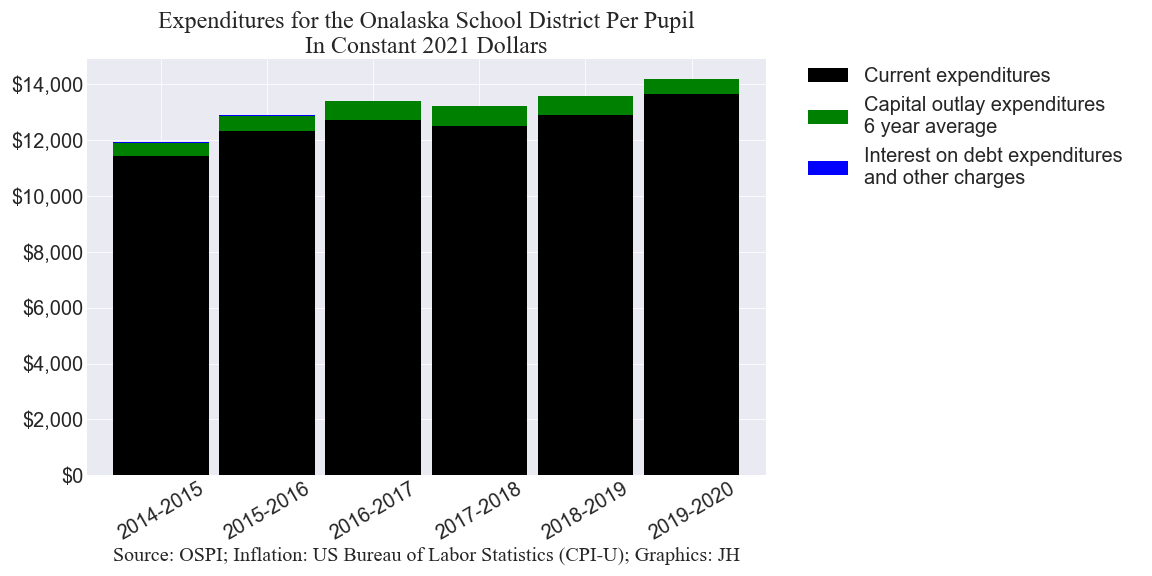 Expenditures for the Onalaska School District Per Pupil
In Constant 2021 Dollars
$14,000
$12,000
$10,000
$8,000
$6,000
$4,000
$2,000
$0
2014-2015
2015-2016
2016-2017
2017-2018
2018-2019
2019-2020
Current expenditures
Capital outlay expenditures
6 year average
Interest on debt expenditures
and other charges
Source: OSPI; Inflation: US Bureau of Labor Statistics (CPI-U); Graphics: JH